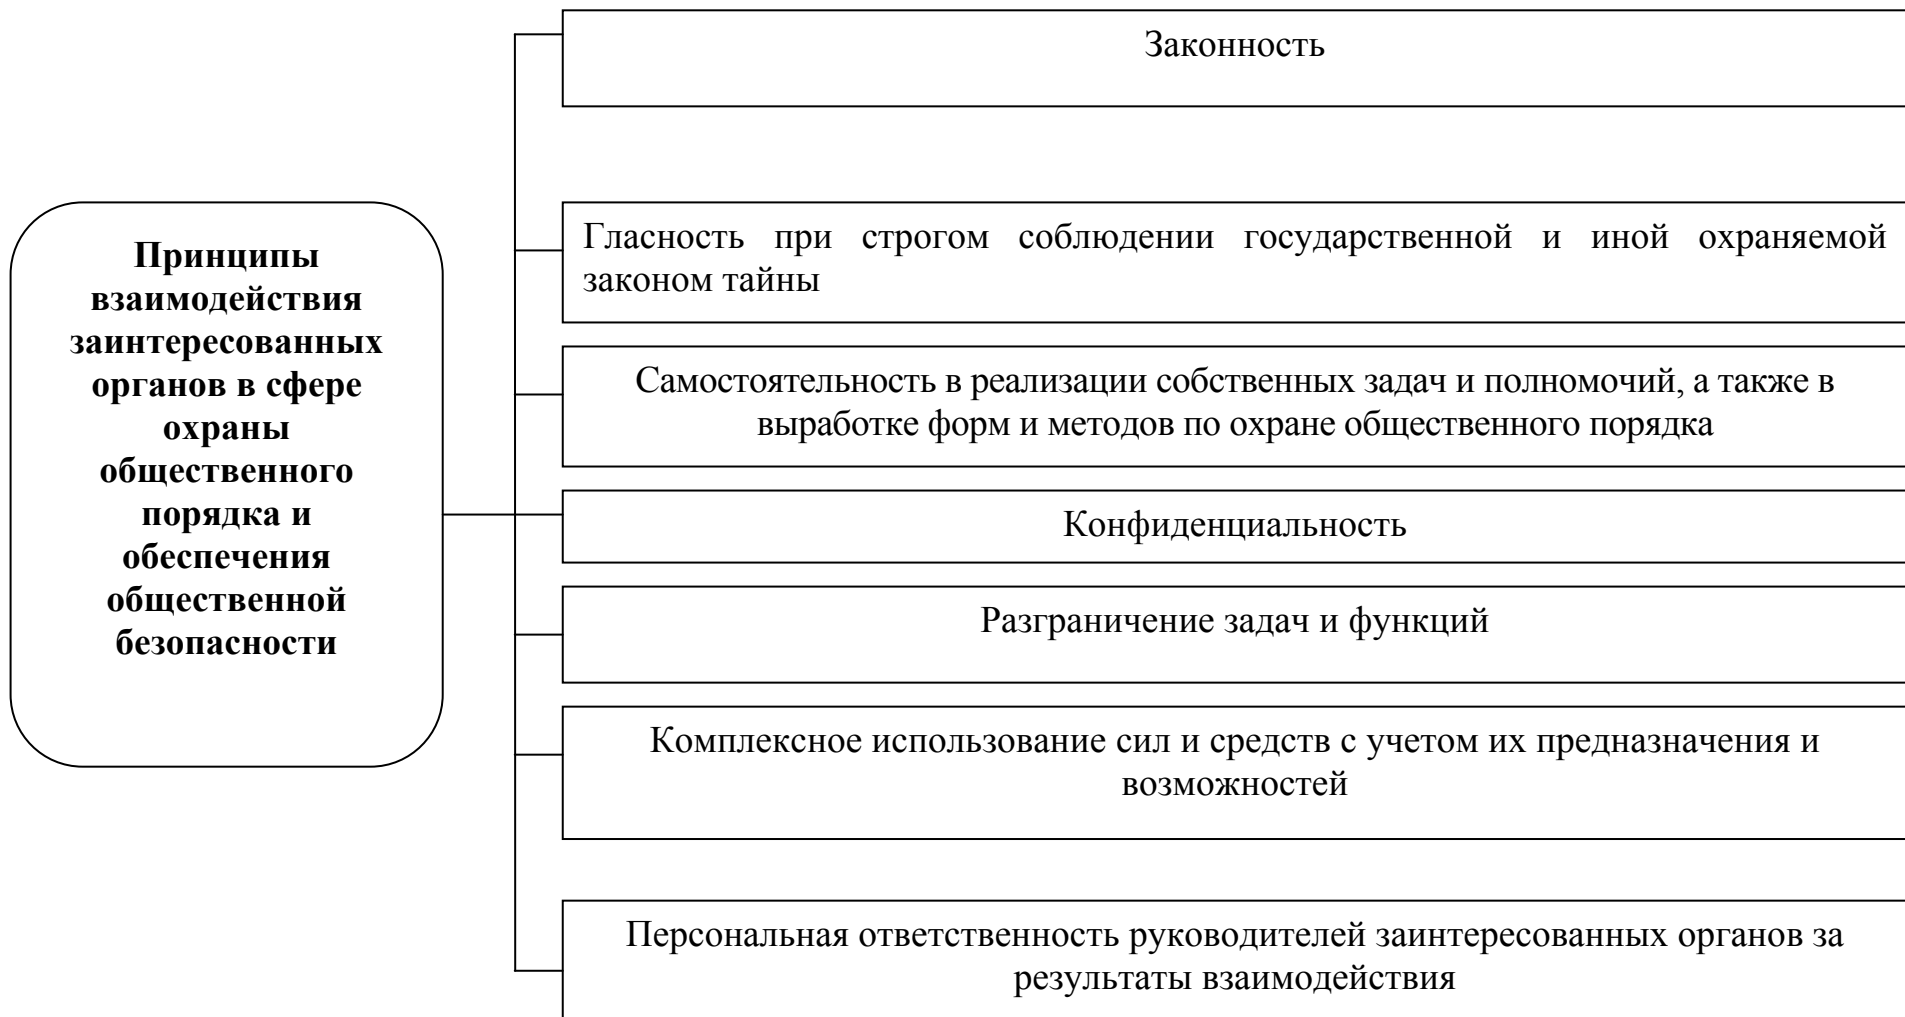 Принципы
взаимодействия
заинтересованных
органов в сфере
охраны
общественного
порядка и
обеспечения
общественной
безопасности
Законность
Гласность при строгом соблюдении государственной и иной охраняемой
законом тайны
Самостоятельность в реализации собственных задач и полномочий, а также в
выработке форм и методов по охране общественного порядка
Конфиденциальность
Разграничение задач и функций
Комплексное использование сил и средств с учетом их предназначения и
возможностей
Персональная ответственность руководителей заинтересованных органов за
результаты взаимодействия